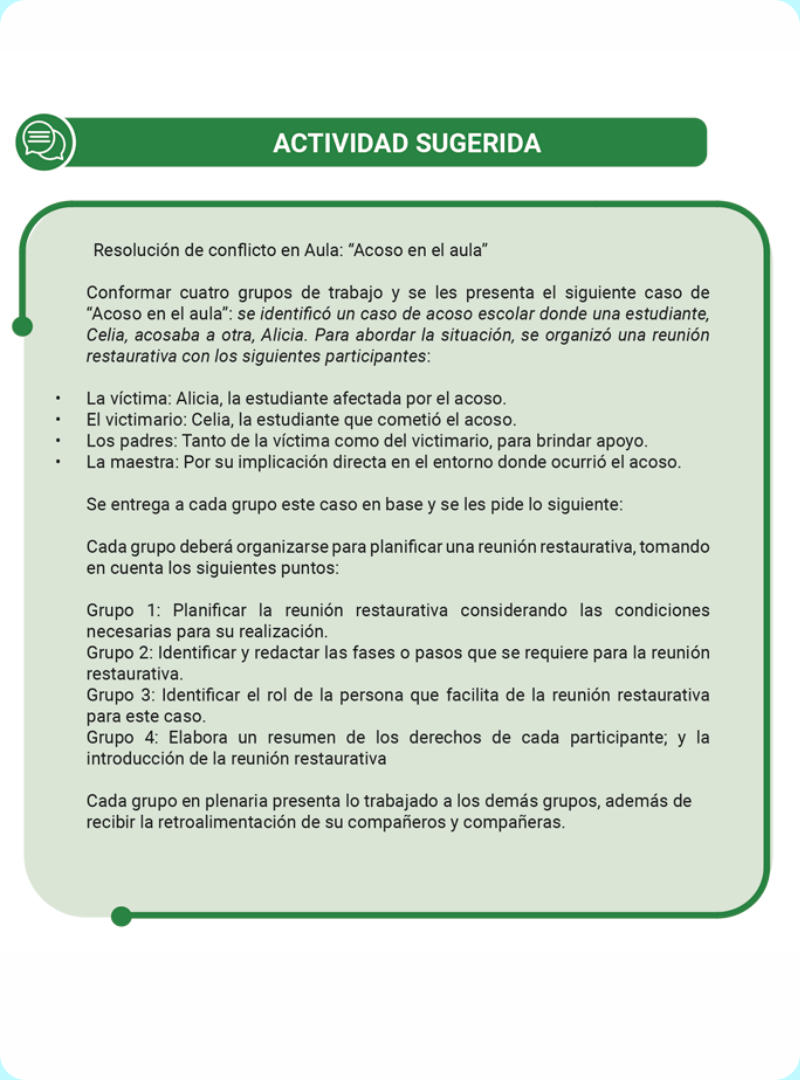 ACTIVIDAD SUGERIDA
Resolución de conflicto en Aula: “Acoso en el aula”
Conformar cuatro grupos de trabajo y se les presenta el siguiente caso de
“Acoso en el aula”: se identificó un caso de acoso escolar donde una estudiante,
Celia, acosaba a otra, Alicia. Para abordar la situación, se organizó una reunión
restaurativa con los siguientes participantes:
• La víctima: Alicia, la estudiante afectada por el acoso.
• El victimario: Celia, la estudiante que cometió el acoso.
• Los padres: Tanto de la víctima como del victimario, para brindar apoyo.
• La maestra: Por su implicación directa en el entorno donde ocurrió el acoso.
Se entrega a cada grupo este caso en base y se les pide lo siguiente:
Cada grupo deberá organizarse para planificar una reunión restaurativa, tomando
en cuenta los siguientes puntos:
Grupo 1: Planificar la reunión restaurativa considerando las condiciones
necesarias para su realización.
Grupo 2: Identificar y redactar las fases o pasos que se requiere para la reunión
restaurativa.
Grupo 3: Identificar el rol de la persona que facilita de la reunión restaurativa
para este caso.
Grupo 4: Elabora un resumen de los derechos de cada participante; y la
introducción de la reunión restaurativa
Cada grupo en plenaria presenta lo trabajado a los demás grupos, además de
recibir la retroalimentación de su compañeros y compañeras.